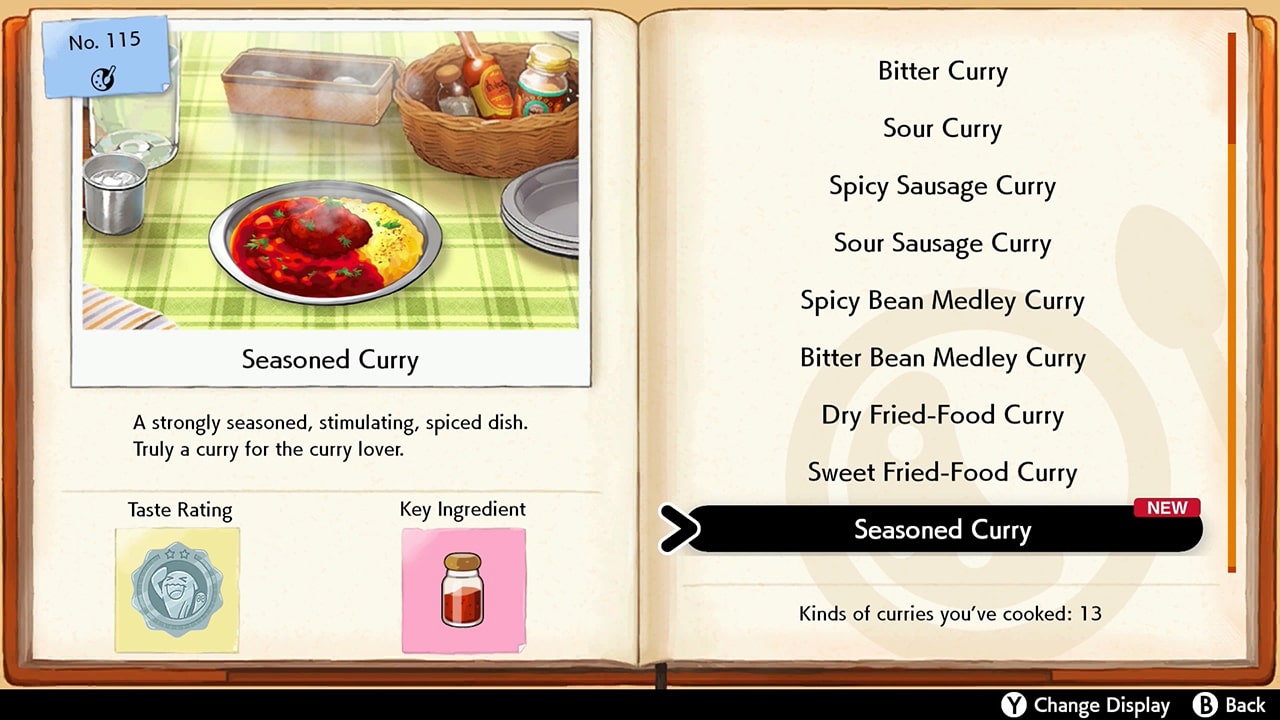 No. 115
Seasoned Curry
A strongly seasoned, stimulating, spiced dish.
Truly a curry for the curry lover.
Taste Rating
Key Ingredient
Bitter Curry
Sour Curry
Spicy Sausage Curry
Sour Sausage Curry
Spicy Bean Medley Curry
Bitter Bean Medley Curry
Dry Fried-Food Curry
Sweet Fried-Food Curry
NEW
Seasoned Curry
Kinds of curries you've cooked: 13
Y Change Display B Back